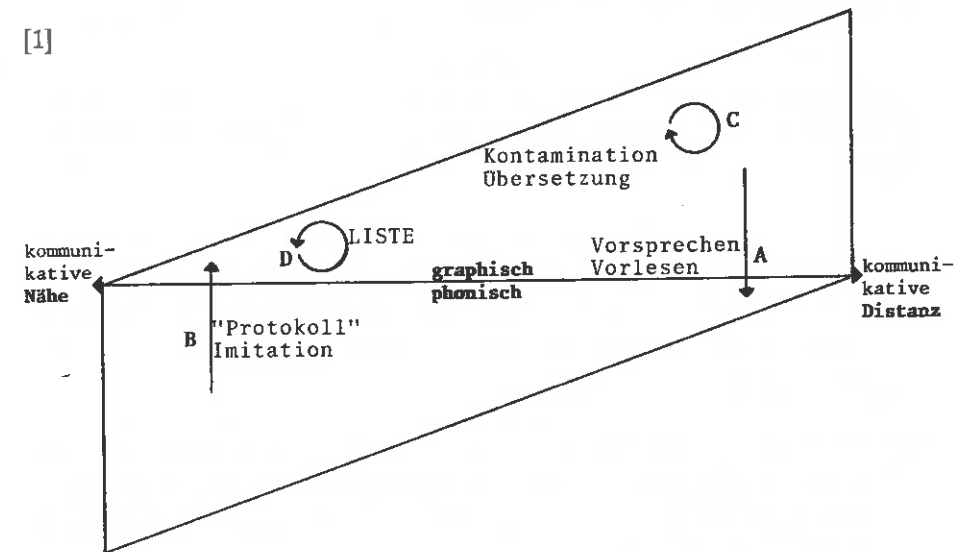 [1]
C
Kontamination
Übersetzung
LISTE
D
kommuni-
kative
Nähe
graphisch
phonisch
Vorsprechen
Vorlesen
A
kommuni-
kative
Distanz
B
"Protokoll"
Imitation